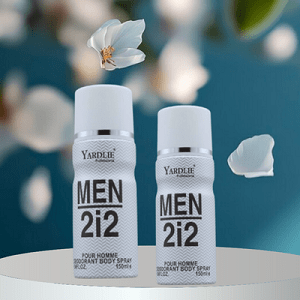 YARDLIE
MEN
2i2
POUR HOMME
DEODORANT BODY SPRAY
150ml e
YARDLIE
MEN
2i2
POUR HOMME
DEODORANT BODY SPRAY
150ml e